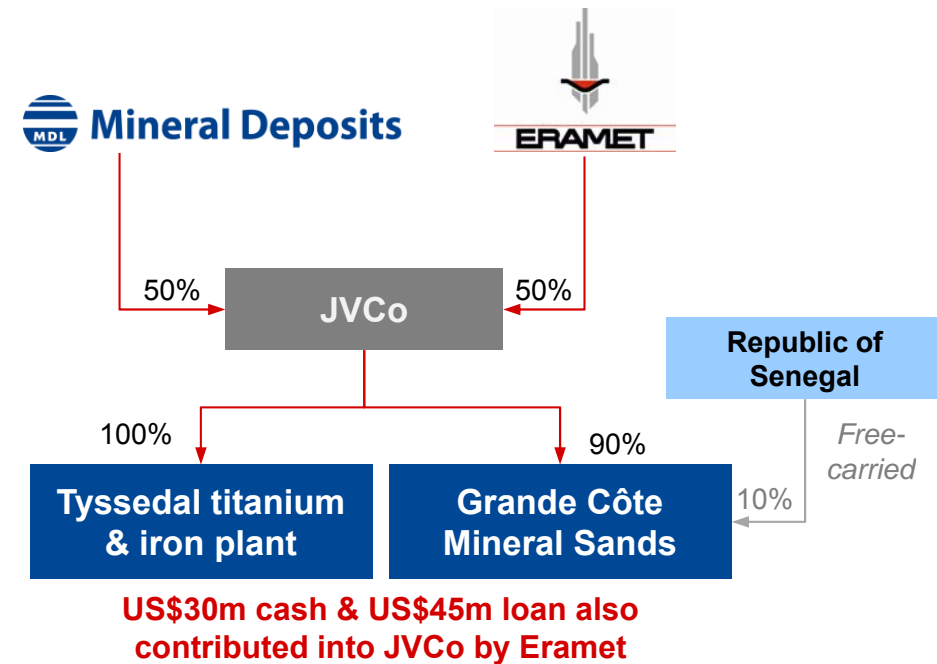 MDL Mineral Deposits
ERAMET
50%
50%
JVCo
Republic of
Senegal
100%
90%
Free-
carried
Tyssedal titanium
& iron plant
Grande Côte
Mineral Sands
10%
US$30m cash & US$45m loan also
contributed into JVCo by Eramet